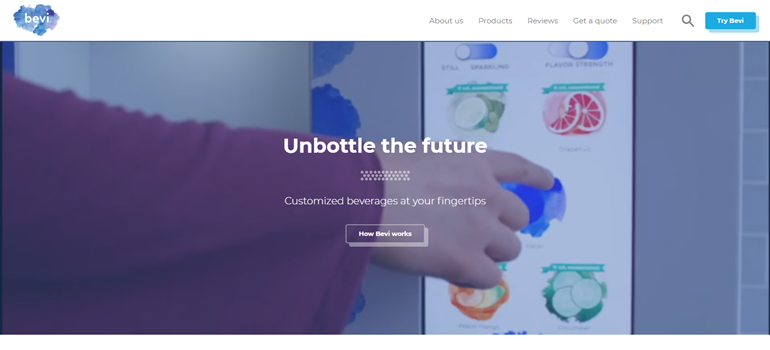 bevi
About us
Products
Reviews
Get a quote
Support
Try Bevi
STILL SPARKLING
FLAVOR STRENGTH
Unbottle the future
Grapefruit
Customized beverages at your fingertips
How Bevi works